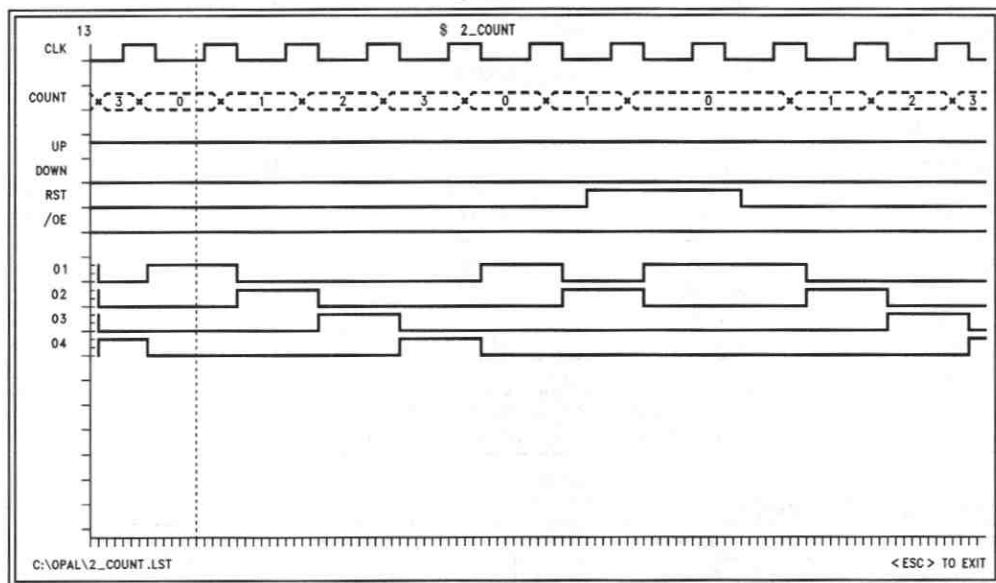 13
$ 2_COUNT
CLK
COUNT 3 0 1 2 3 0 1 0 1 2 3
UP
DOWN
RST
/OE
O1
O2
O3
O4
C:\OPAL\2_COUNT.LST
<ESC> TO EXIT